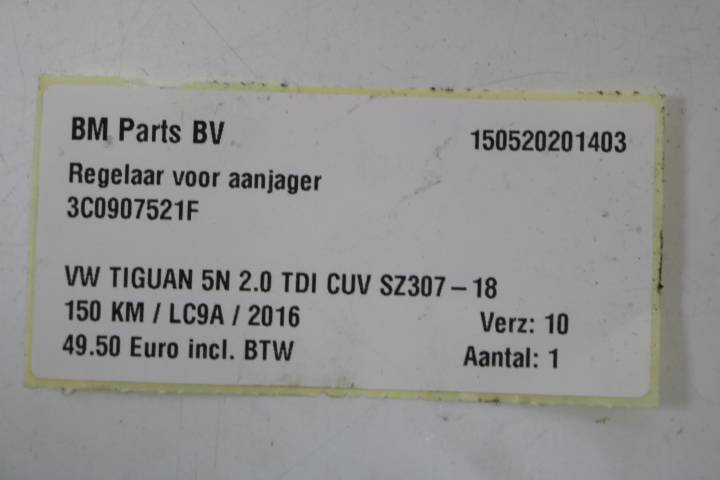 BM Parts BV 150520201403
Regelaar voor aanjager
3C0907521F
VW TIGUAN 5N 2.0 TDI CUV SZ307-18
150 KM / LC9A / 2016 Verz: 10
49.50 Euro incl. BTW Aantal: 1